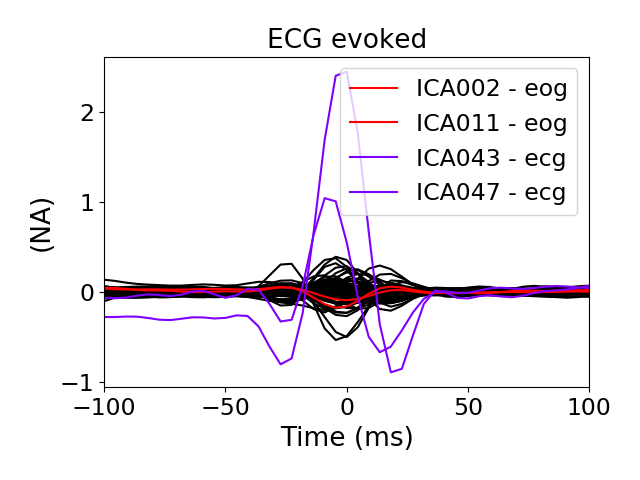 ECG evoked
ICA002 - eog
ICA011 - eog
ICA043 - ecg
ICA047 - ecg
(NA)
2
1
0
−1
−100
−50
0
50
100
Time (ms)